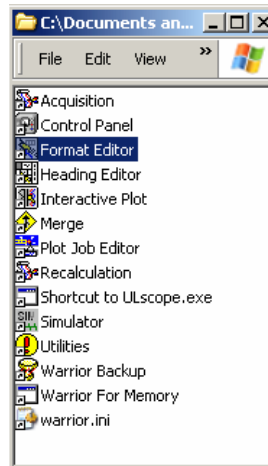 C:\Documents an...
File Edit View »
Acquisition
Control Panel
Format Editor
Heading Editor
Interactive Plot
Merge
Plot Job Editor
Recalculation
Shortcut to ULscope.exe
Simulator
Utilities
Warrior Backup
Warrior For Memory
warrior.ini